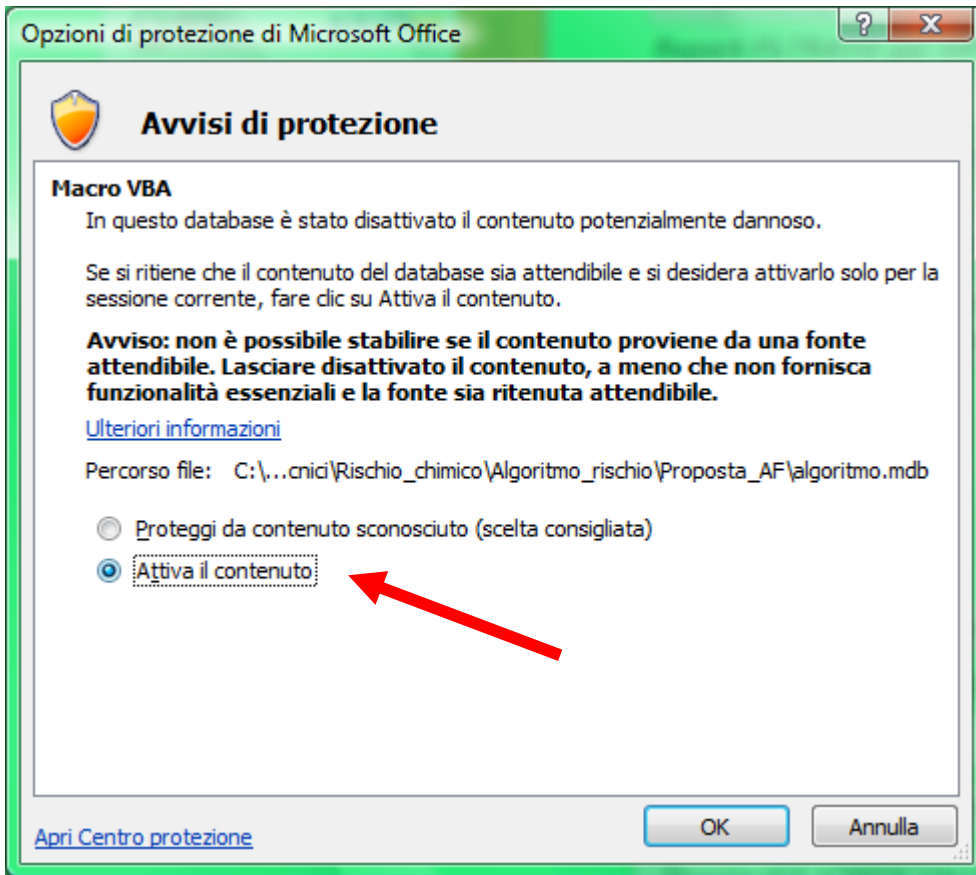 Opzioni di protezione di Microsoft Office
Avvisi di protezione
Macro VBA
In questo database è stato disattivato il contenuto potenzialmente dannoso.
Se si ritiene che il contenuto del database sia attendibile e si desidera attivarlo solo per la
sessione corrente, fare clic su Attiva il contenuto.
Avviso: non è possibile stabilire se il contenuto proviene da una fonte
attendibile. Lasciare disattivato il contenuto, a meno che non fornisca
funzionalità essenziali e la fonte sia ritenuta attendibile.
Ulteriori informazioni
Percorso file: C:\...cnici\Rischio_chimico\Algoritmo_rischio\Proposta_AF\algoritmo.mdb
Proteggi da contenuto sconosciuto (scelta consigliata)
Attiva il contenuto
Apri Centro protezione
OK
Annulla